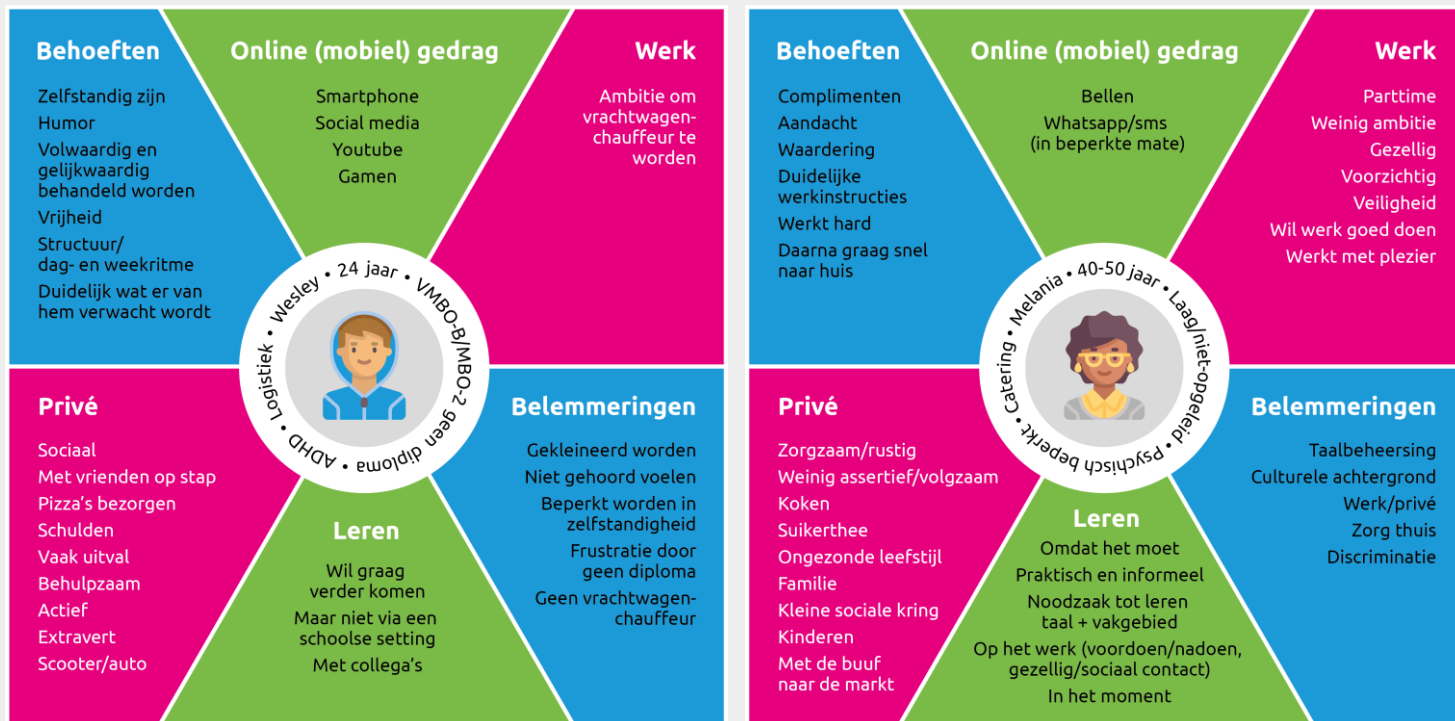 Behoeften
Zelfstandig zijn
Humor
Volwaardig en
gelijkwaardig
behandeld worden
Vrijheid
Structuur/
dag- en weekritme
Duidelijk wat er van
hem verwacht wordt
Online (mobiel) gedrag
Smartphone
Social media
Youtube
Gamen
Werk
Ambitie om
vrachtwagen-
chauffeur te
worden
Wesley • 24 jaar • VMBO-B/MBO-2 geen diploma • ADHD • Logistiek •
Privé
Sociaal
Met vrienden op stap
Pizza's bezorgen
Schulden
Vaak uitval
Behulpzaam
Actief
Extravert
Scooter/auto
Leren
Wil graag
verder komen
Maar niet via een
schoolse setting
Met collega's
Belemmeringen
Gekleineerd worden
Niet gehoord voelen
Beperkt worden in
zelfstandigheid
Frustratie door
geen diploma
Geen vrachtwagen-
chauffeur
Behoeften
Complimenten
Aandacht
Waardering
Duidelijke
werkinstructies
Werkt hard
Daarna graag snel
naar huis
Online (mobiel) gedrag
Bellen
Whatsapp/sms
(in beperkte mate)
Werk
Parttime
Weinig ambitie
Gezellig
Voorzichtig
Veiligheid
Wil werk goed doen
Werkt met plezier
Melania • 40-50 jaar • Laag/niet-opgeleid • Psychisch beperkt • Catering •
Privé
Zorgzaam/rustig
Weinig assertief/volgzaam
Koken
Suikerthee
Ongezonde leefstijl
Familie
Kleine sociale kring
Kinderen
Met de buuf
naar de markt
Leren
Omdat het moet
Praktisch en informeel
Noodzaak tot leren
taal + vakgebied
Op het werk (voordoen/nadoen,
gezellig/sociaal contact)
In het moment
Belemmeringen
Taalbeheersing
Culturele achtergrond
Werk/privé
Zorg thuis
Discriminatie